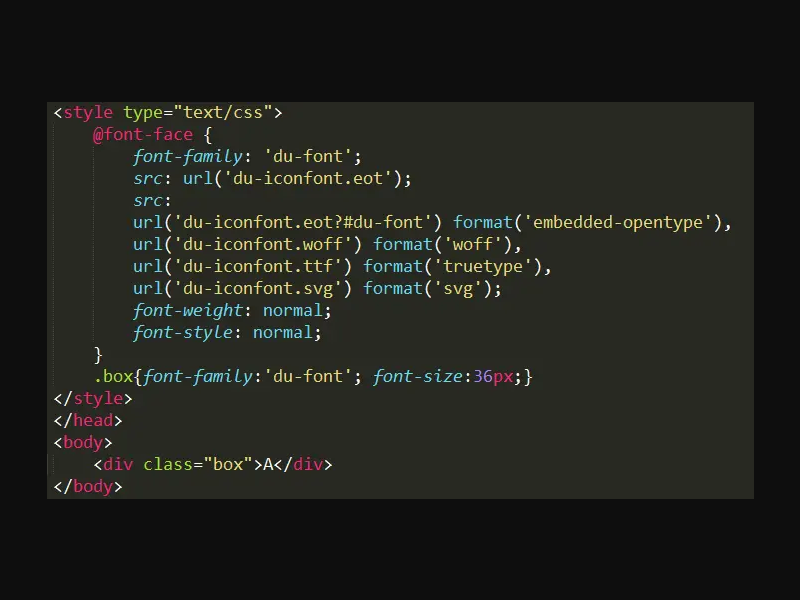 <style type="text/css">
@font-face {
font-family: 'du-font';
src: url('du-iconfont.eot');
src:
url('du-iconfont.eot?#du-font') format('embedded-opentype'),
url('du-iconfont.woff') format('woff'),
url('du-iconfont.ttf') format('truetype'),
url('du-iconfont.svg') format('svg');
font-weight: normal;
font-style: normal;
}
.box{font-family:'du-font'; font-size:36px;}
</style>
</head>
<body>
<div class="box">A</div>
</body>